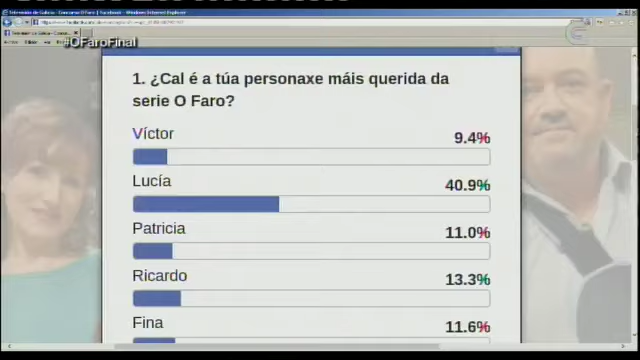 #OFaroFinal
1. ¿Cal é a túa personaxe máis querida da
serie O Faro?
Víctor
9.4%
Lucía
40.9%
Patricia
11.0%
Ricardo
13.3%
Fina
11.6%